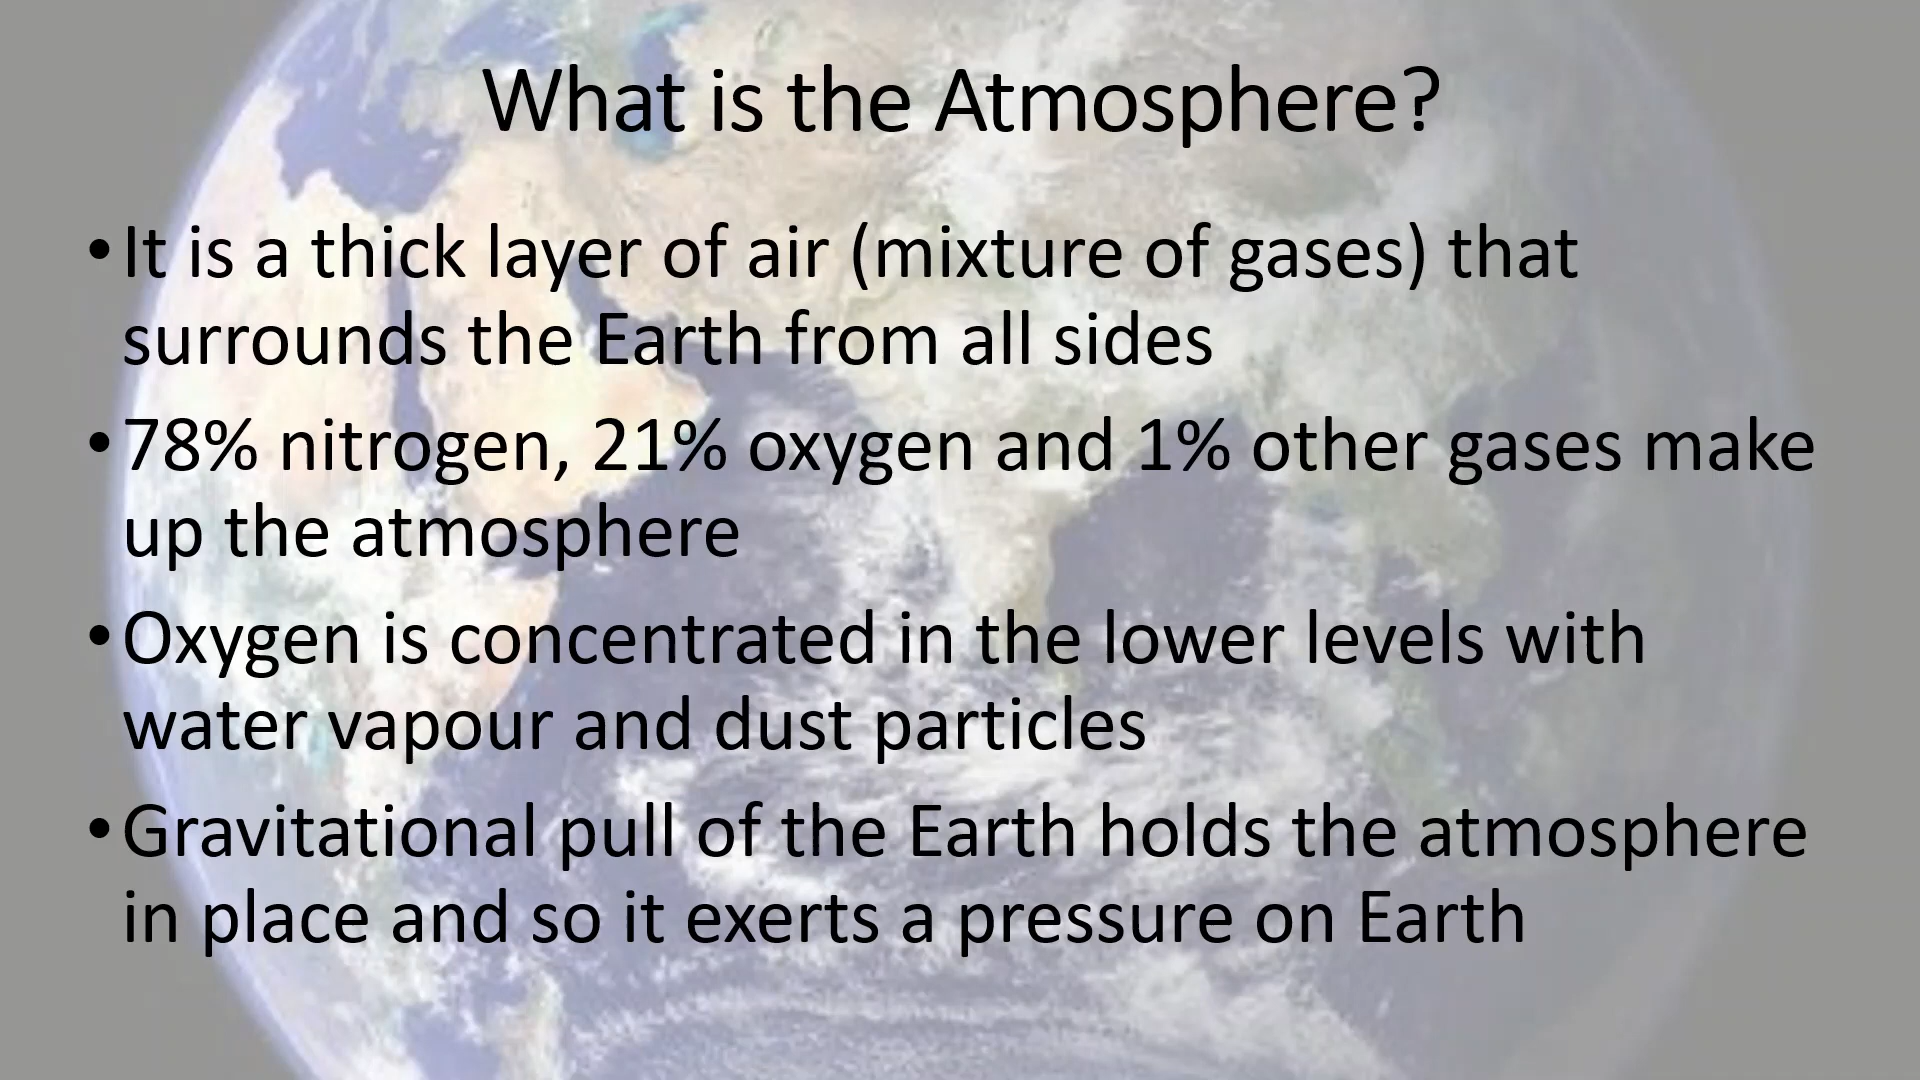 What is the Atmosphere?
•It is a thick layer of air (mixture of gases) that
surrounds the Earth from all sides
•78% nitrogen, 21% oxygen and 1% other gases make
up the atmosphere
•Oxygen is concentrated in the lower levels with
water vapour and dust particles
•Gravitational pull of the Earth holds the atmosphere
in place and so it exerts a pressure on Earth